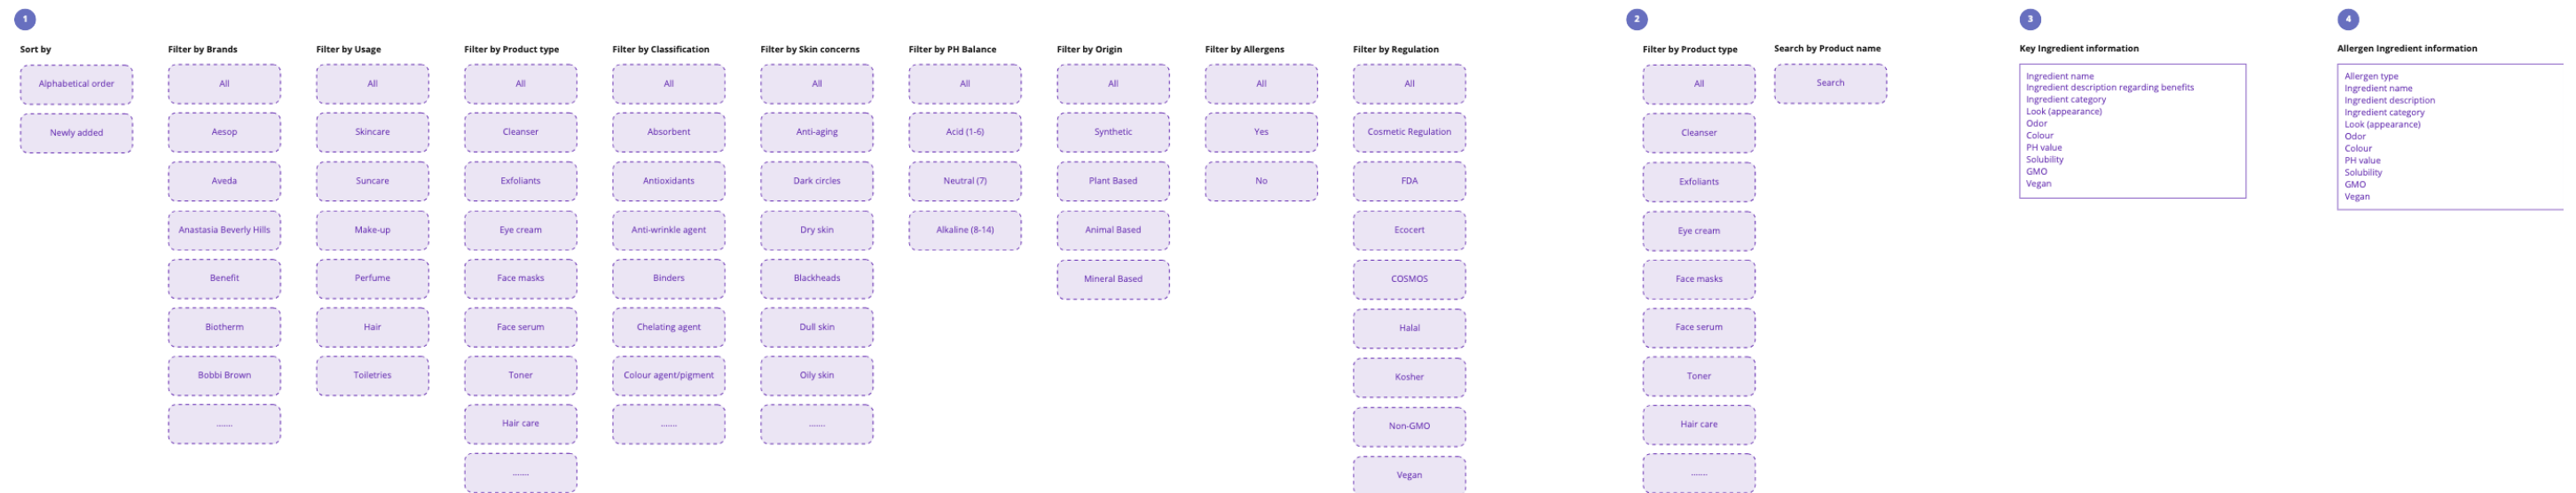 1
Sort by
Alphabetical order
Newly added
Filter by Brands
All
Aesop
Aveda
Anastasia Beverly Hills
Benefit
Biotherm
Bobbi Brown
.......
Filter by Usage
All
Skincare
Suncare
Make-up
Perfume
Hair
Toiletries
Filter by Product type
All
Cleanser
Exfoliants
Eye cream
Face masks
Face serum
Toner
Hair care
.......
Filter by Classification
All
Absorbent
Antioxidants
Anti-wrinkle agent
Binders
Chelating agent
Colour agent/pigment
.......
Filter by Skin concerns
All
Anti-aging
Dark circles
Dry skin
Blackheads
Dull skin
Oily skin
.......
Filter by PH Balance
All
Acid (1-6)
Neutral (7)
Alkaline (8-14)
Filter by Origin
All
Synthetic
Plant Based
Animal Based
Mineral Based
Filter by Allergens
All
Yes
No
Filter by Regulation
All
Cosmetic Regulation
FDA
Ecocert
COSMOS
Halal
Kosher
Non-GMO
Vegan
2
Filter by Product type
All
Cleanser
Exfoliants
Eye cream
Face masks
Face serum
Toner
Hair care
.......
Search by Product name
Search
3
Key Ingredient information
Ingredient name
Ingredient description regarding benefits
Ingredient category
Look (appearance)
Odor
Colour
PH value
Solubility
GMO
Vegan
4
Allergen Ingredient information
Allergen type
Ingredient name
Ingredient description
Ingredient category
Look (appearance)
Odor
Colour
PH value
Solubility
GMO
Vegan